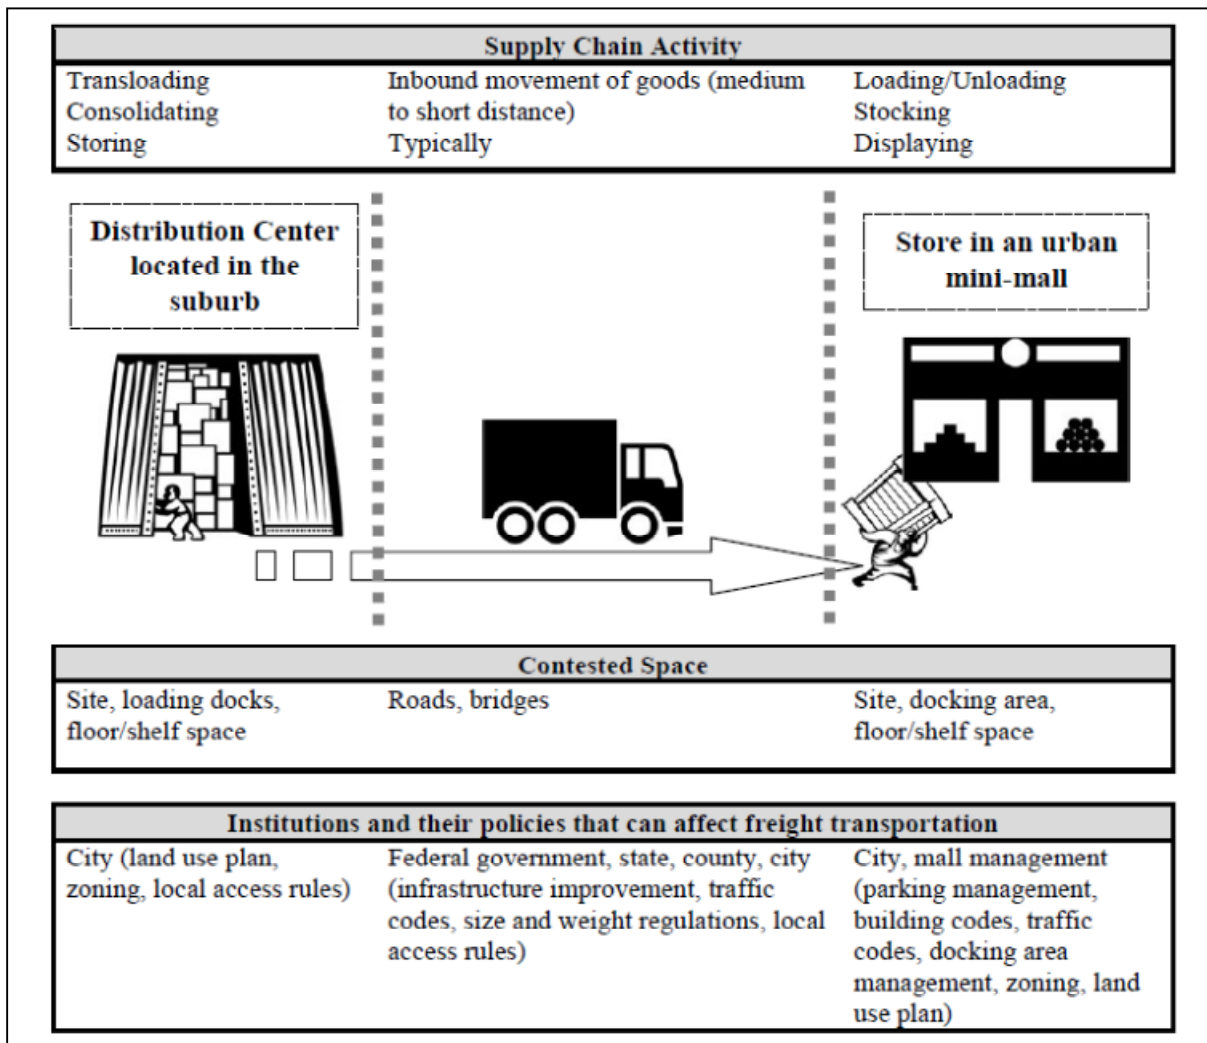 Supply Chain Activity
Transloading
Consolidating
Storing
Inbound movement of goods (medium
to short distance)
Typically
Loading/Unloading
Stocking
Displaying
Distribution Center
located in the
suburb
Store in an urban
mini-mall
Contested Space
Site, loading docks,
floor/shelf space
Roads, bridges
Site, docking area,
floor/shelf space
Institutions and their policies that can affect freight transportation
City (land use plan,
zoning, local access rules)
Federal government, state, county, city
(infrastructure improvement, traffic
codes, size and weight regulations, local
access rules)
City, mall management
(parking management,
building codes, traffic
codes, docking area
management, zoning, land
use plan)